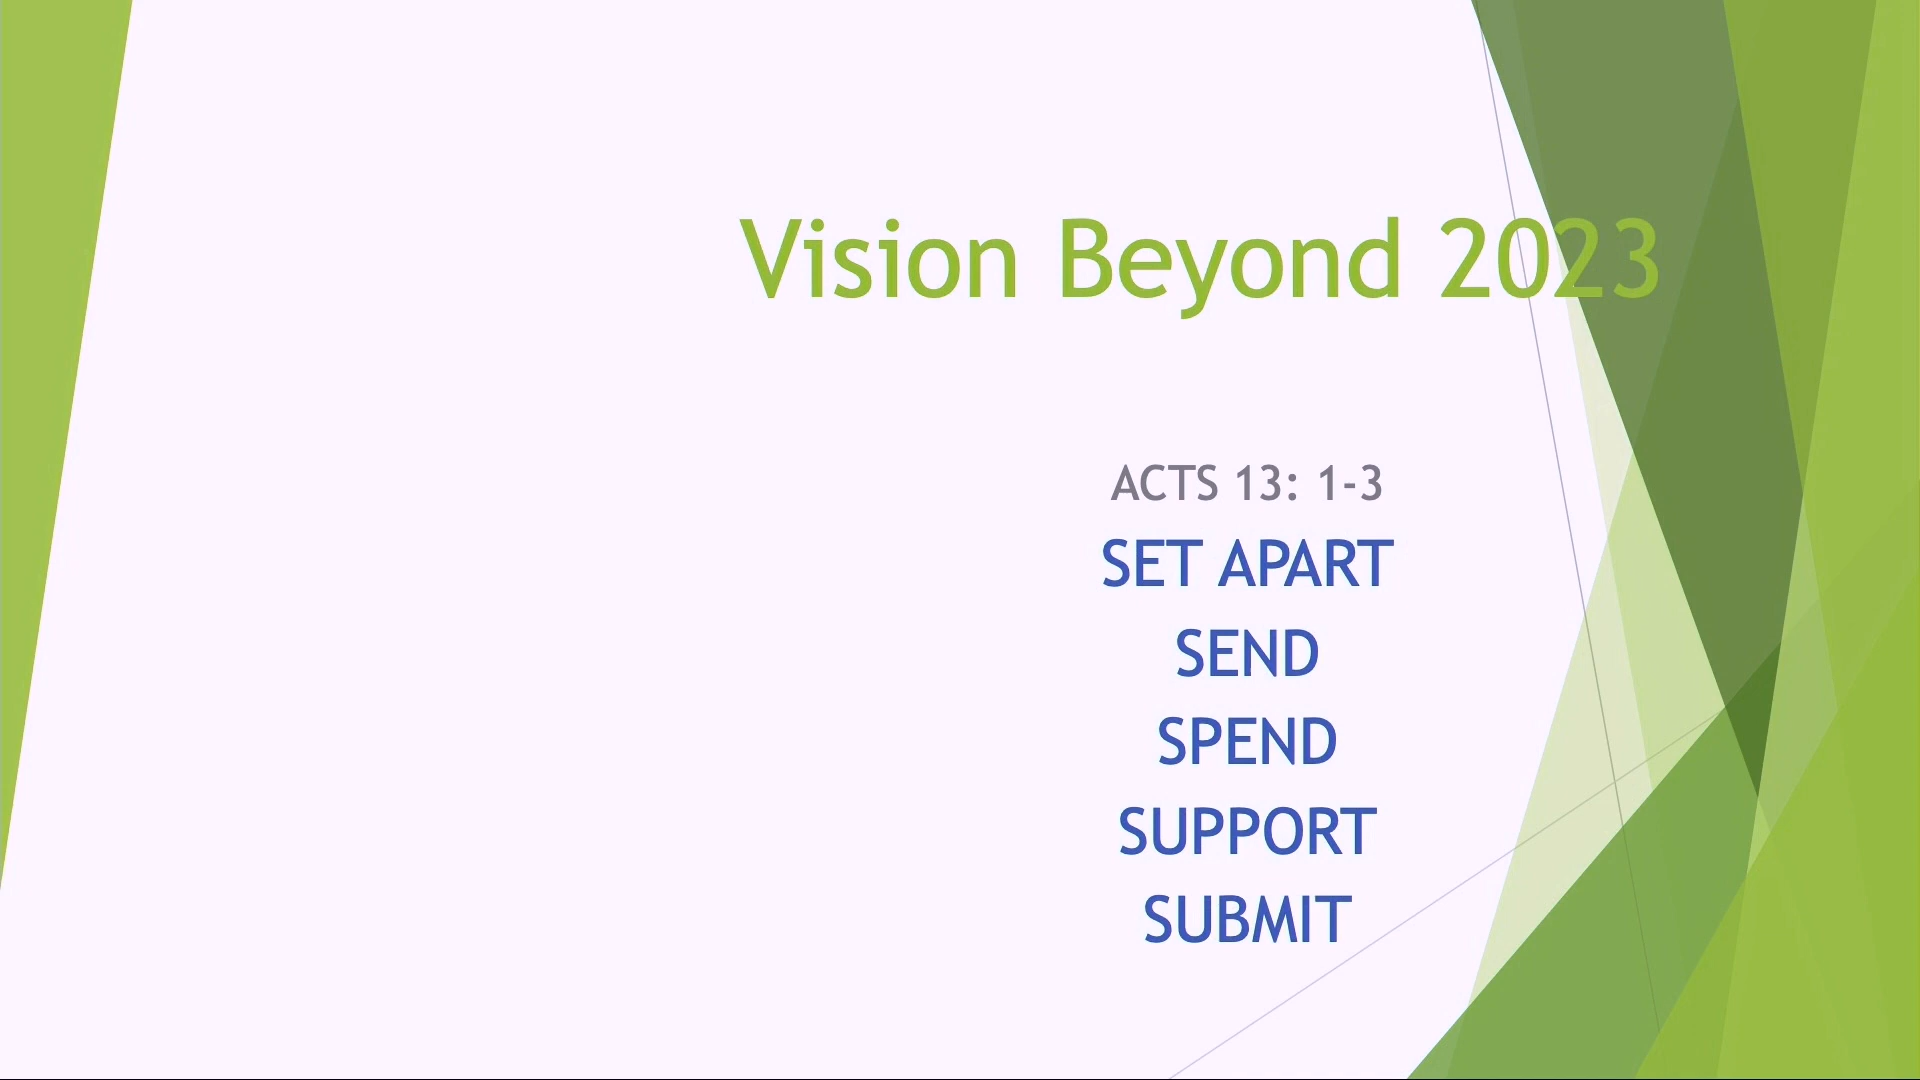 Vision Beyond 2023
ACTS 13: 1-3
SET APART
SEND
SPEND
SUPPORT
SUBMIT